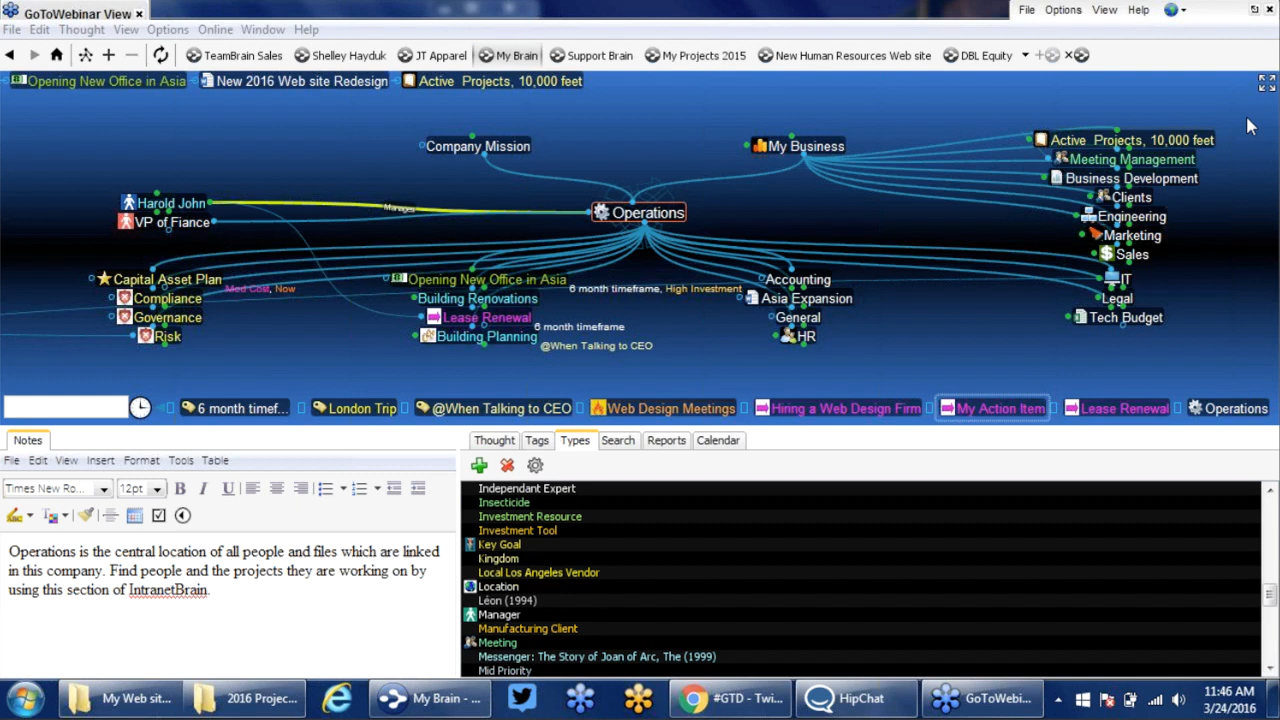 GoToWebinar View x
File Options View Help
File Edit Thought View Options Online Window Help
TeamBrain Sales Shelley Hayduk JT Apparel My Brain Support Brain My Projects 2015 New Human Resources Web site DBL Equity
Opening New Office in Asia New 2016 Web site Redesign Active Projects, 10,000 feet
Company Mission
My Business
Active Projects, 10,000 feet
Meeting Management
Business Development
Clients
Engineering
Marketing
Sales
IT
Legal
Tech Budget
Harold John
VP of Fiance
Manages
Operations
Capital Asset Plan
Compliance
Governance
Risk
Med Cost, Now
Opening New Office in Asia
Building Renovations
Lease Renewal
Building Planning
6 month timeframe, High Investment
6 month timeframe
@When Talking to CEO
Accounting
Asia Expansion
General
HR
6 month timef... London Trip @When Talking to CEO Web Design Meetings Hiring a Web Design Firm My Action Item Lease Renewal Operations
Notes
File Edit View Insert Format Tools Table
Times New Ro... 12pt B I U
Operations is the central location of all people and files which are linked
in this company. Find people and the projects they are working on by
using this section of IntranetBrain.
Thought Tags Types Search Reports Calendar
Independant Expert
Insecticide
Investment Resource
Investment Tool
Key Goal
Kingdom
Local Los Angeles Vendor
Location
Léon (1994)
Manager
Manufacturing Client
Meeting
Messenger: The Story of Joan of Arc, The (1999)
Mid Priority
My Web sit... 2016 Projec... My Brain - ... #GTD - Twi... HipChat GoToWebi...
11:46 AM
3/24/2016